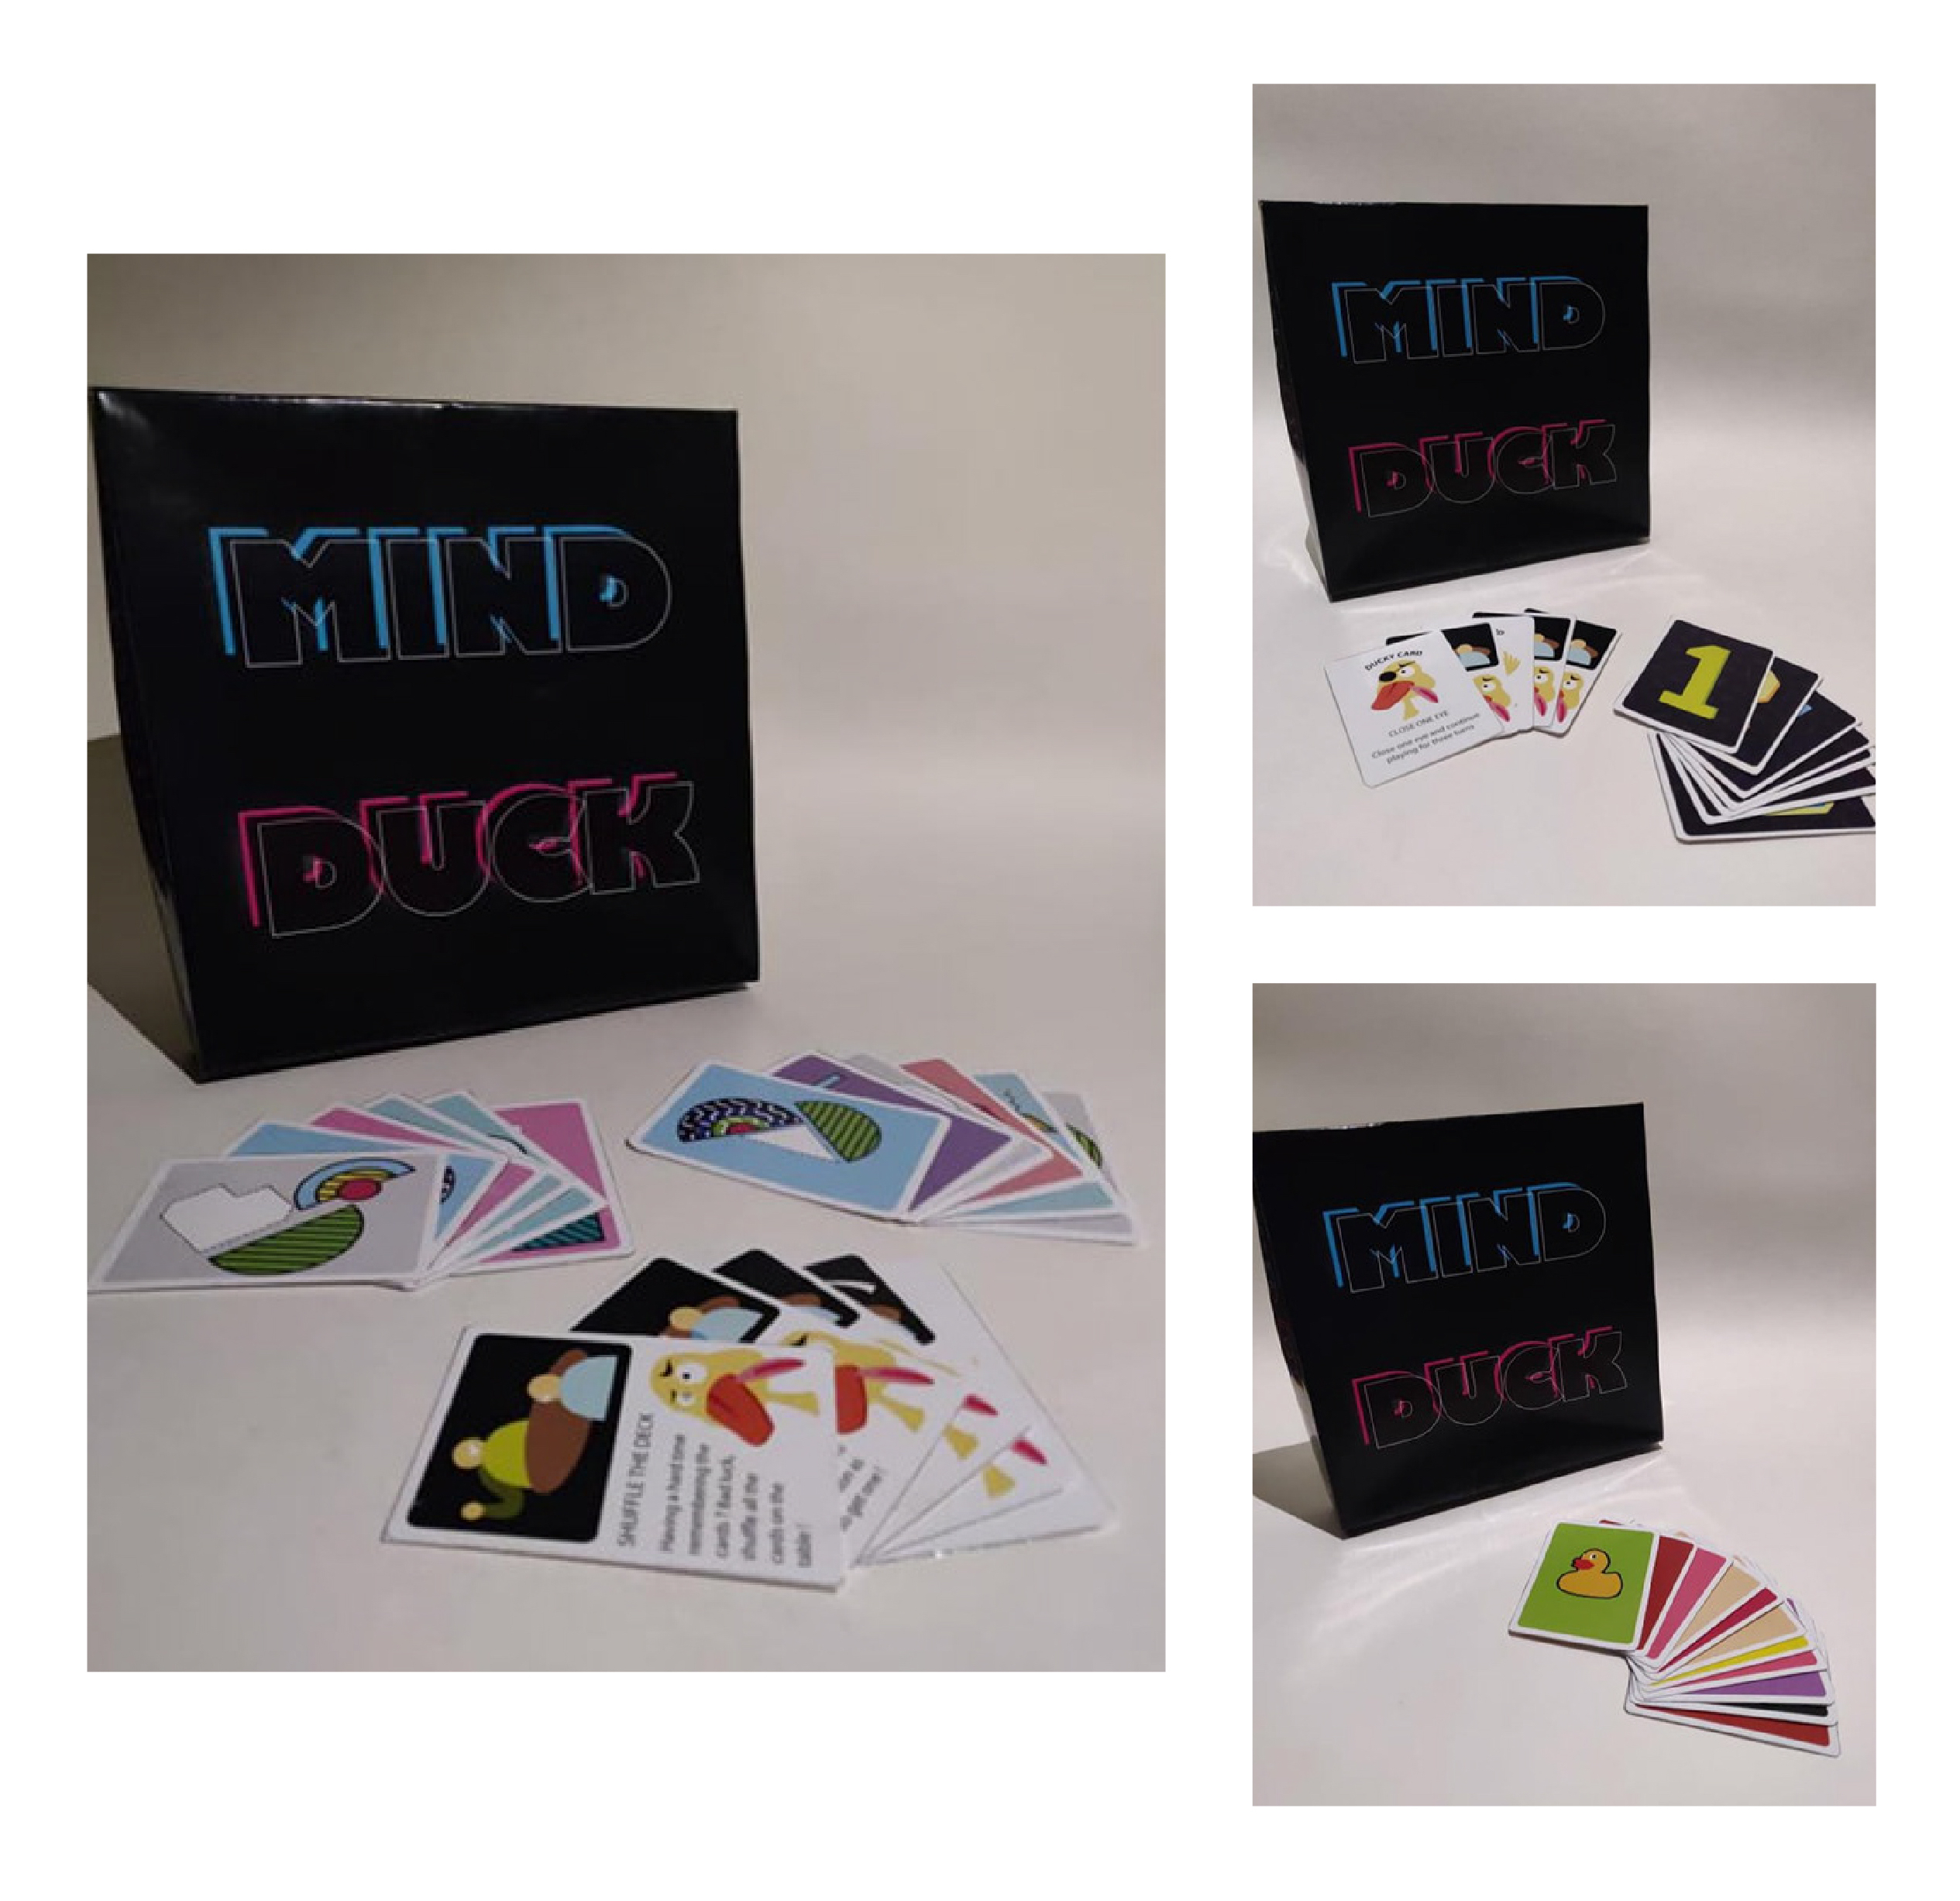 MIND
DUCK
SHUFFLE THE DECK
Having a hard time
remembering the
cards ? Bad luck,
shuffle all the
cards on the
table !
get one !
MIND
DUCK
DUCKY CARD
CLOSE ONE EYE
Close one eye and continue
playing for three turns
b
1
MIND
DUCK